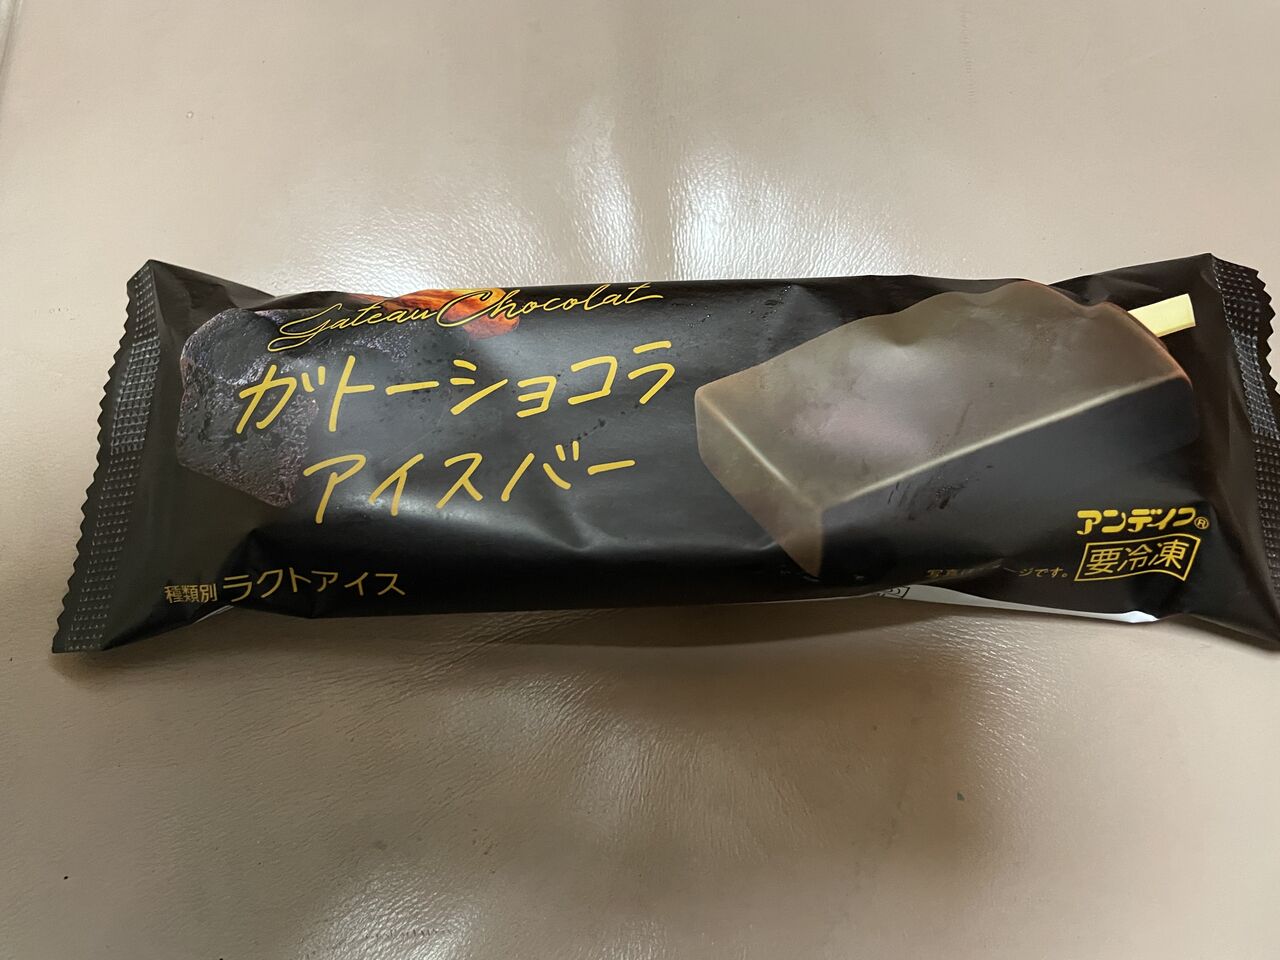 Gateau Chocolat
ガトーショコラ
アイスバー
種類別 ラクトアイス
アンデイコ®
要冷凍